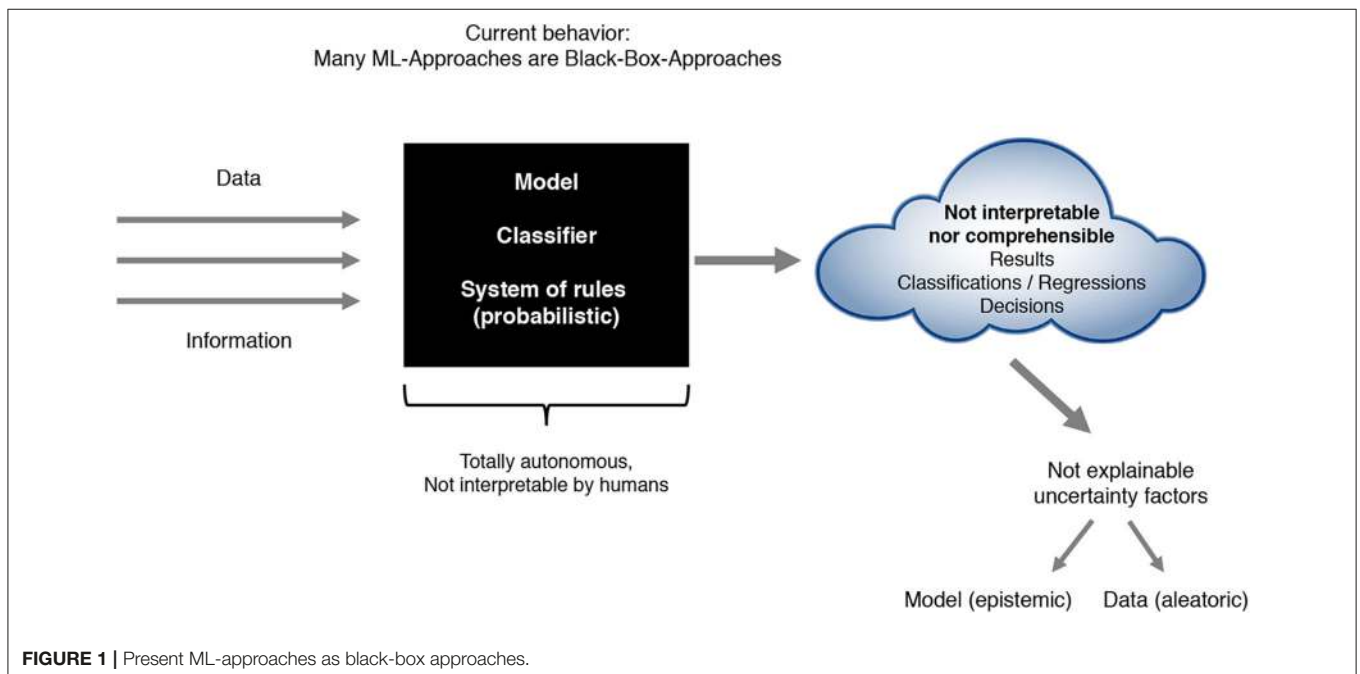 Current behavior:
Many ML-Approaches are Black-Box-Approaches
Data
Information
Model
Classifier
System of rules
(probabilistic)
Totally autonomous,
Not interpretable by humans
Not interpretable
nor comprehensible
Results
Classifications / Regressions
Decisions
Not explainable
uncertainty factors
Model (epistemic)
Data (aleatoric)
FIGURE 1 | Present ML-approaches as black-box approaches.